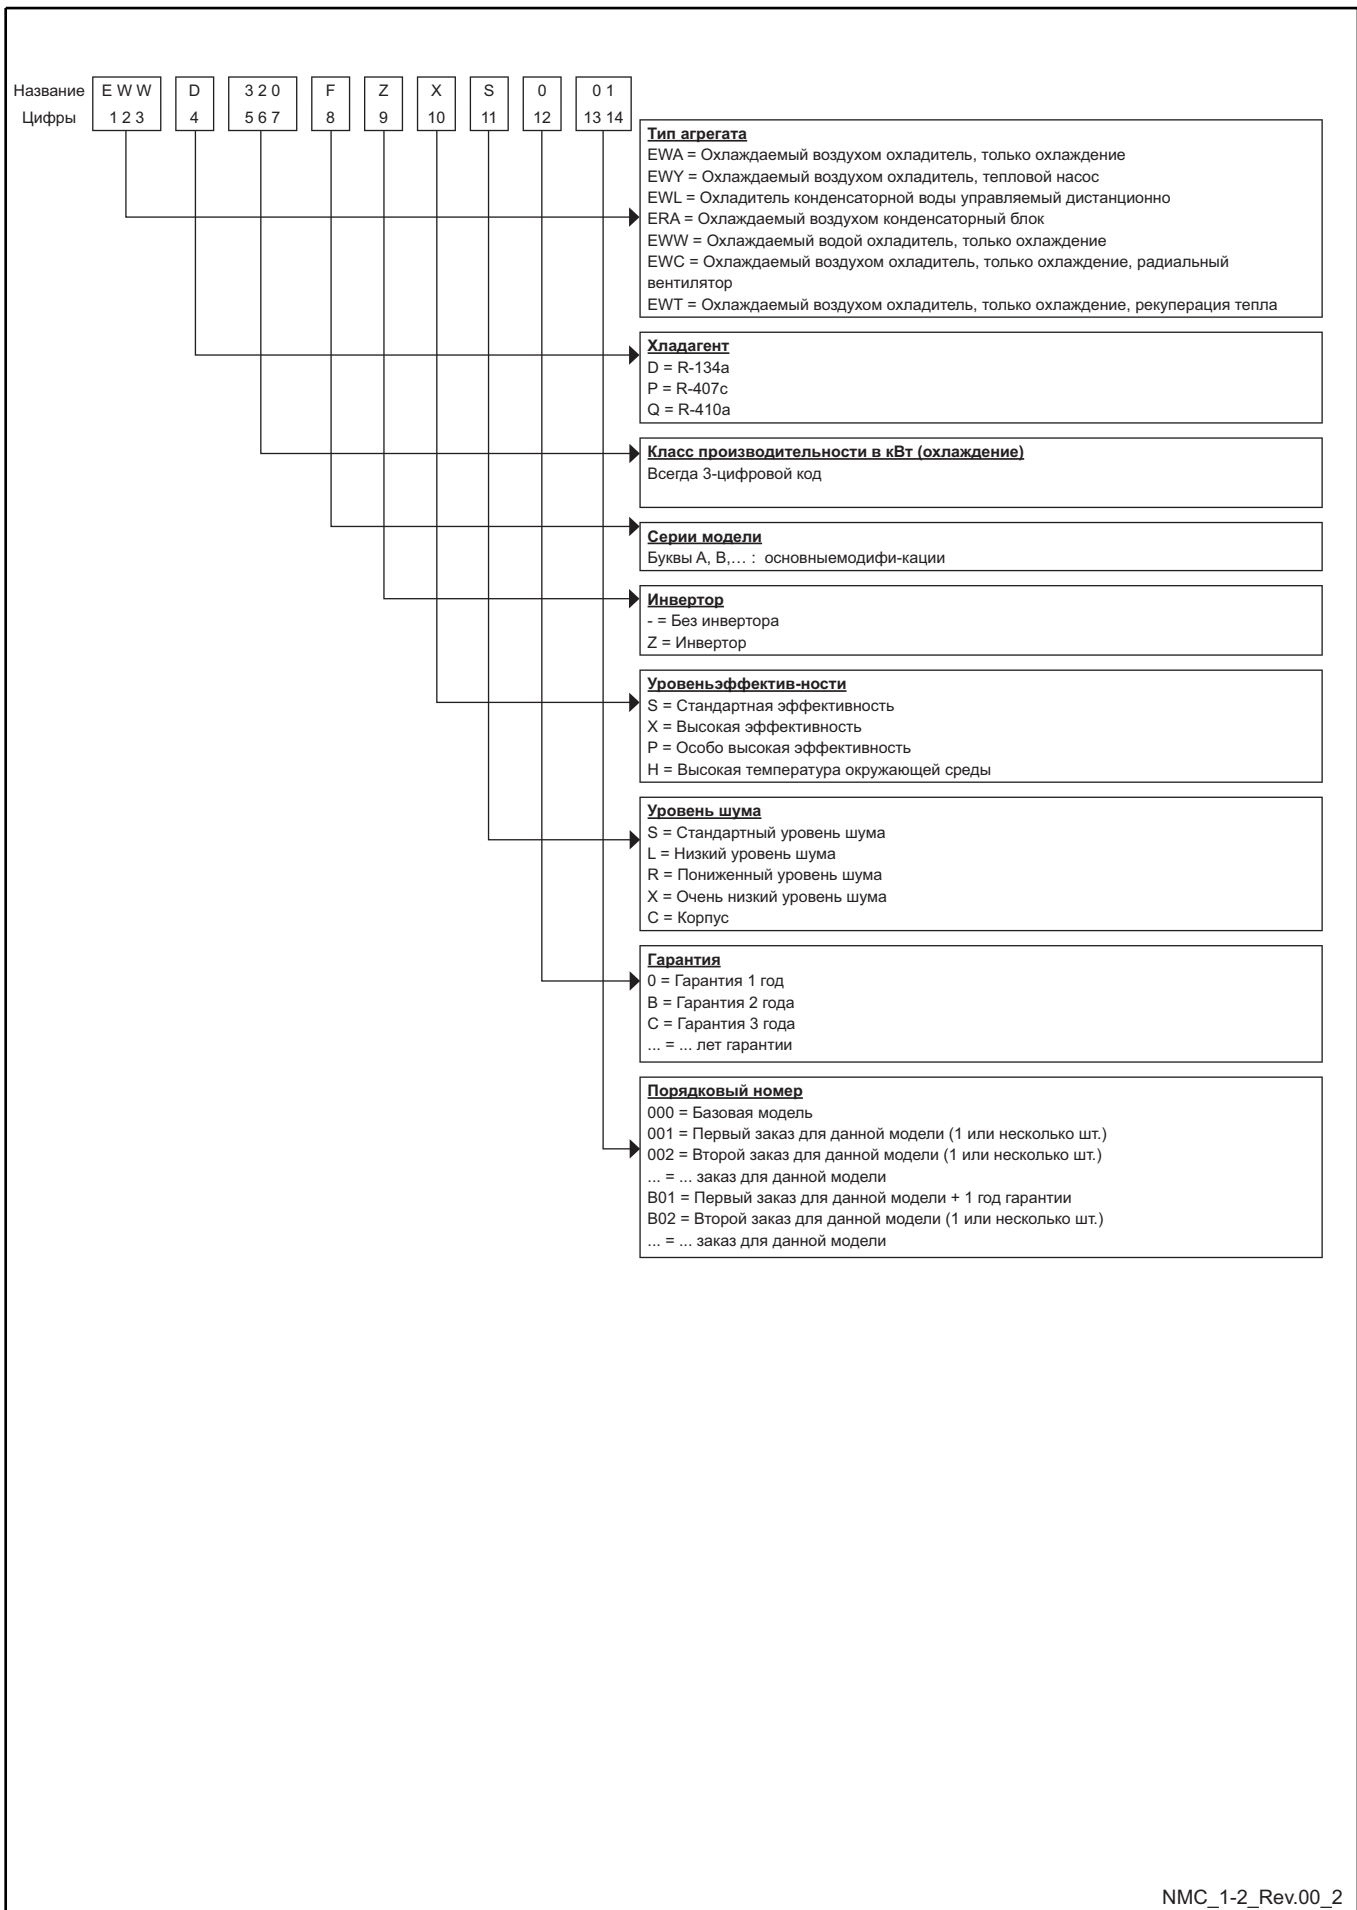 Название E W W D 3 2 0 F Z X S 0 0 1
Цифры 1 2 3 4 5 6 7 8 9 10 11 12 13 14
Тип агрегата
EWA = Охлаждаемый воздухом охладитель, только охлаждение
EWY = Охлаждаемый воздухом охладитель, тепловой насос
EWL = Охладитель конденсаторной воды управляемый дистанционно
ERA = Охлаждаемый воздухом конденсаторный блок
EWW = Охлаждаемый водой охладитель, только охлаждение
EWC = Охлаждаемый воздухом охладитель, только охлаждение, радиальный
вентилятор
EWT = Охлаждаемый воздухом охладитель, только охлаждение, рекуперация тепла
Хладагент
D = R-134a
P = R-407c
Q = R-410a
Класс производительности в кВт (охлаждение)
Всегда 3-цифровой код
Серии модели
Буквы A, B,… : основныемодифи-кации
Инвертор
- = Без инвертора
Z = Инвертор
Уровеньэффектив-ности
S = Стандартная эффективность
X = Высокая эффективность
P = Особо высокая эффективность
H = Высокая температура окружающей среды
Уровень шума
S = Стандартный уровень шума
L = Низкий уровень шума
R = Пониженный уровень шума
X = Очень низкий уровень шума
C = Корпус
Гарантия
0 = Гарантия 1 год
B = Гарантия 2 года
C = Гарантия 3 года
... = ... лет гарантии
Порядковый номер
000 = Базовая модель
001 = Первый заказ для данной модели (1 или несколько шт.)
002 = Второй заказ для данной модели (1 или несколько шт.)
... = ... заказ для данной модели
B01 = Первый заказ для данной модели + 1 год гарантии
B02 = Второй заказ для данной модели (1 или несколько шт.)
... = ... заказ для данной модели
NMC_1-2_Rev.00_2